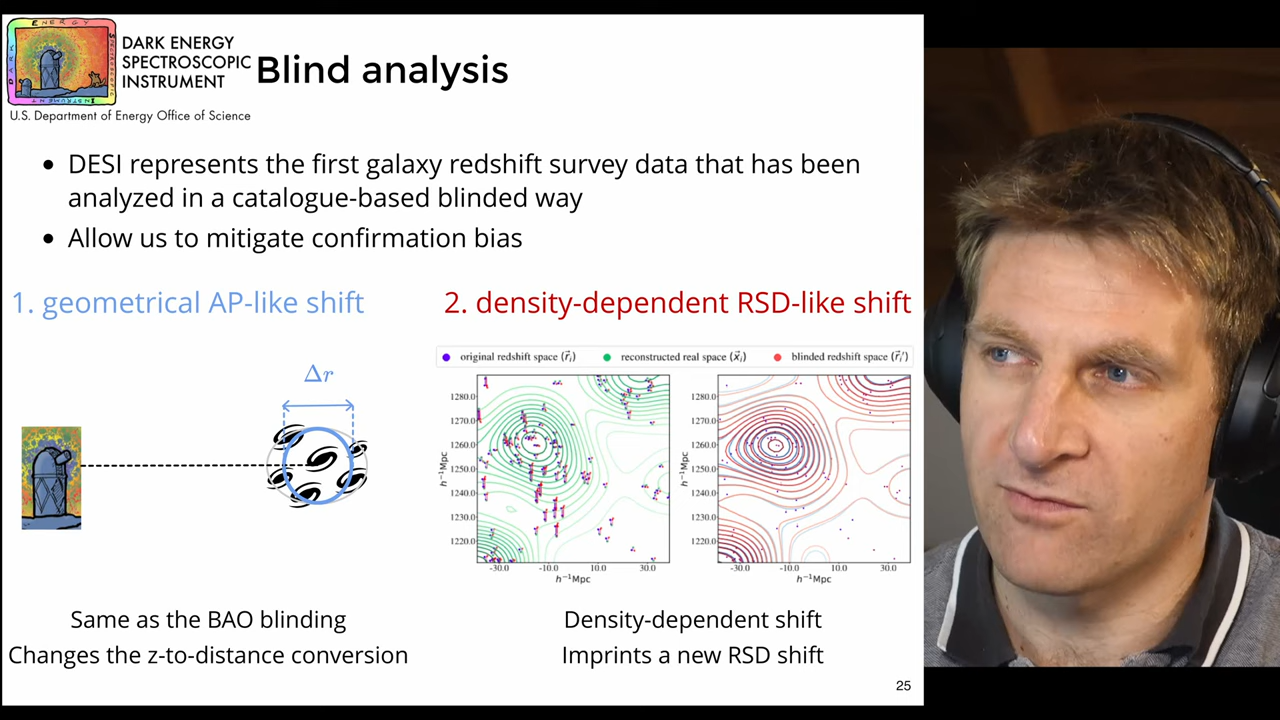 DARK ENERGY
SPECTROSCOPIC
INSTRUMENT
U.S. Department of Energy Office of Science
Blind analysis
• DESI represents the first galaxy redshift survey data that has been
analyzed in a catalogue-based blinded way
• Allow us to mitigate confirmation bias
1. geometrical AP-like shift
2. density-dependent RSD-like shift
Δr
original redshift space (r⃗ᵢ) reconstructed real space (x⃗ᵢ) blinded redshift space (r⃗ᵢ′)
1280.0
1270.0
1260.0
1250.0
1240.0
1230.0
1220.0
h⁻¹Mpc
-30.0 -10.0 10.0 30.0
h⁻¹Mpc
1280.0
1270.0
1260.0
1250.0
1240.0
1230.0
1220.0
h⁻¹Mpc
-30.0 -10.0 10.0 30.0
h⁻¹Mpc
Same as the BAO blinding
Changes the z-to-distance conversion
Density-dependent shift
Imprints a new RSD shift
25